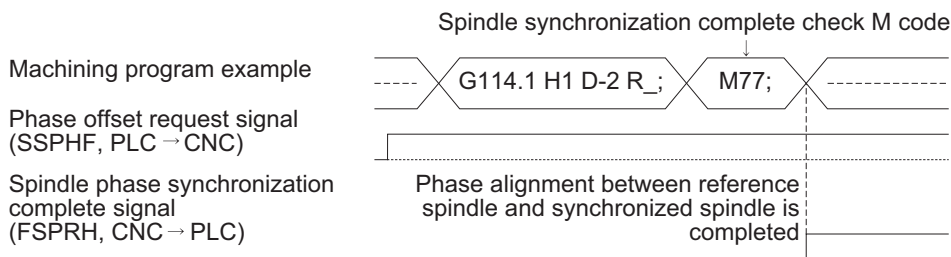 Spindle synchronization complete check M code
Machining program example
G114.1 H1 D-2 R_;
M77;
Phase offset request signal
(SSPHF, PLC → CNC)
Spindle phase synchronization
complete signal
(FSPRH, CNC → PLC)
Phase alignment between reference
spindle and synchronized spindle is
completed